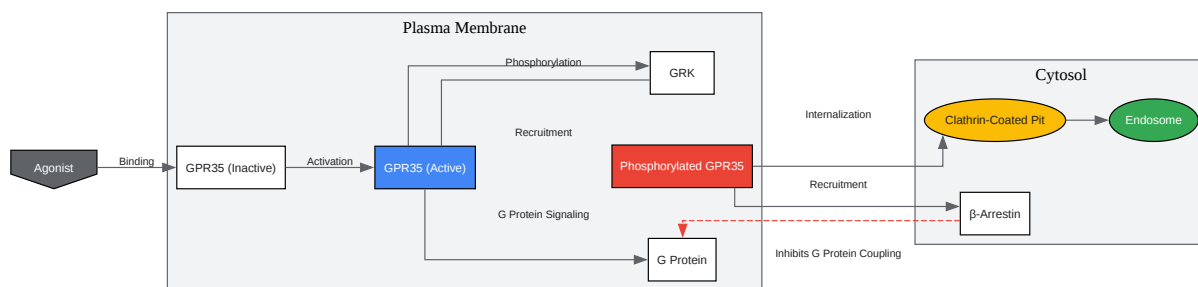 Plasma Membrane
Cytosol
Phosphorylation
GRK
Internalization
Clathrin-Coated Pit
Endosome
Recruitment
Agonist
Binding
GPR35 (Inactive)
Activation
GPR35 (Active)
Phosphorylated GPR35
Recruitment
G Protein Signaling
β-Arrestin
G Protein
Inhibits G Protein Coupling